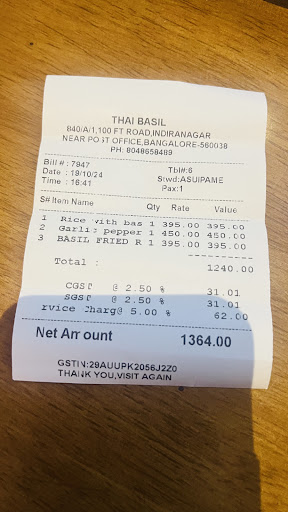 THAI BASIL
840/A/1,100 FT ROAD,INDIRANAGAR
NEAR POST OFFICE,BANGALORE-560038
PH: 8048658489
Bill # : 7947 Tbl#:6
Date : 18/10/24 Stwd:ASUIPAME
Time : 16:41 Pax:1
S# Item Name Qty Rate Value
1 Rice with bas 1 395.00 395.00
2 Garlic pepper 1 450.00 450.00
3 BASIL FRIED R 1 395.00 395.00
Total : 1240.00
CGST @ 2.50 % 31.01
SGST @ 2.50 % 31.01
rvice Charg@ 5.00 % 62.00
Net Amount 1364.00
GSTIN:29AUUPK2056J2Z0
THANK YOU,VISIT AGAIN